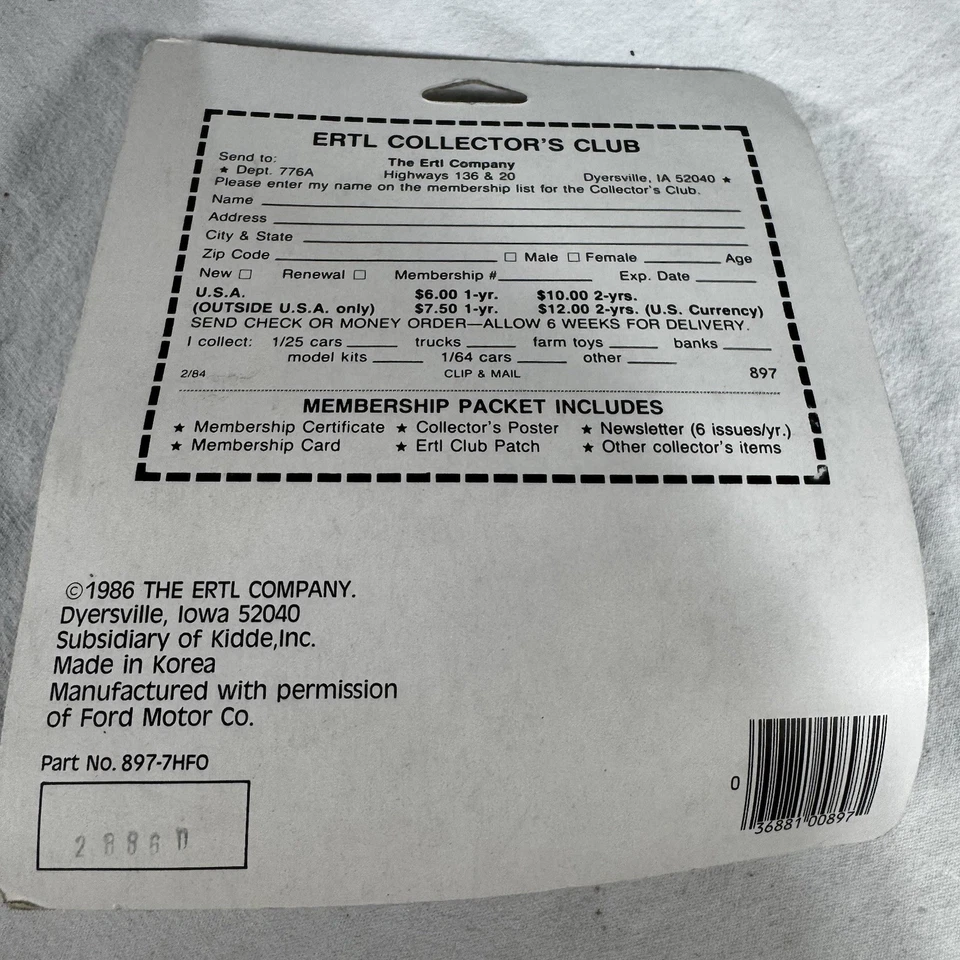 ERTL COLLECTOR'S CLUB
Send to: The Ertl Company
★ Dept. 776A Highways 136 & 20 Dyersville, IA 52040 ★
Please enter my name on the membership list for the Collector's Club.
Name
Address
City & State
Zip Code □ Male □ Female Age
New □ Renewal □ Membership # Exp. Date
U.S.A. $6.00 1-yr. $10.00 2-yrs.
(OUTSIDE U.S.A. only) $7.50 1-yr. $12.00 2-yrs. (U.S. Currency)
SEND CHECK OR MONEY ORDER—ALLOW 6 WEEKS FOR DELIVERY.
I collect: 1/25 cars trucks farm toys banks
model kits 1/64 cars other
2/84 CLIP & MAIL 897
MEMBERSHIP PACKET INCLUDES
★ Membership Certificate ★ Collector's Poster ★ Newsletter (6 issues/yr.)
★ Membership Card ★ Ertl Club Patch ★ Other collector's items
©1986 THE ERTL COMPANY.
Dyersville, Iowa 52040
Subsidiary of Kidde,Inc.
Made in Korea
Manufactured with permission
of Ford Motor Co.
Part No. 897-7HFO
0 36881 00897